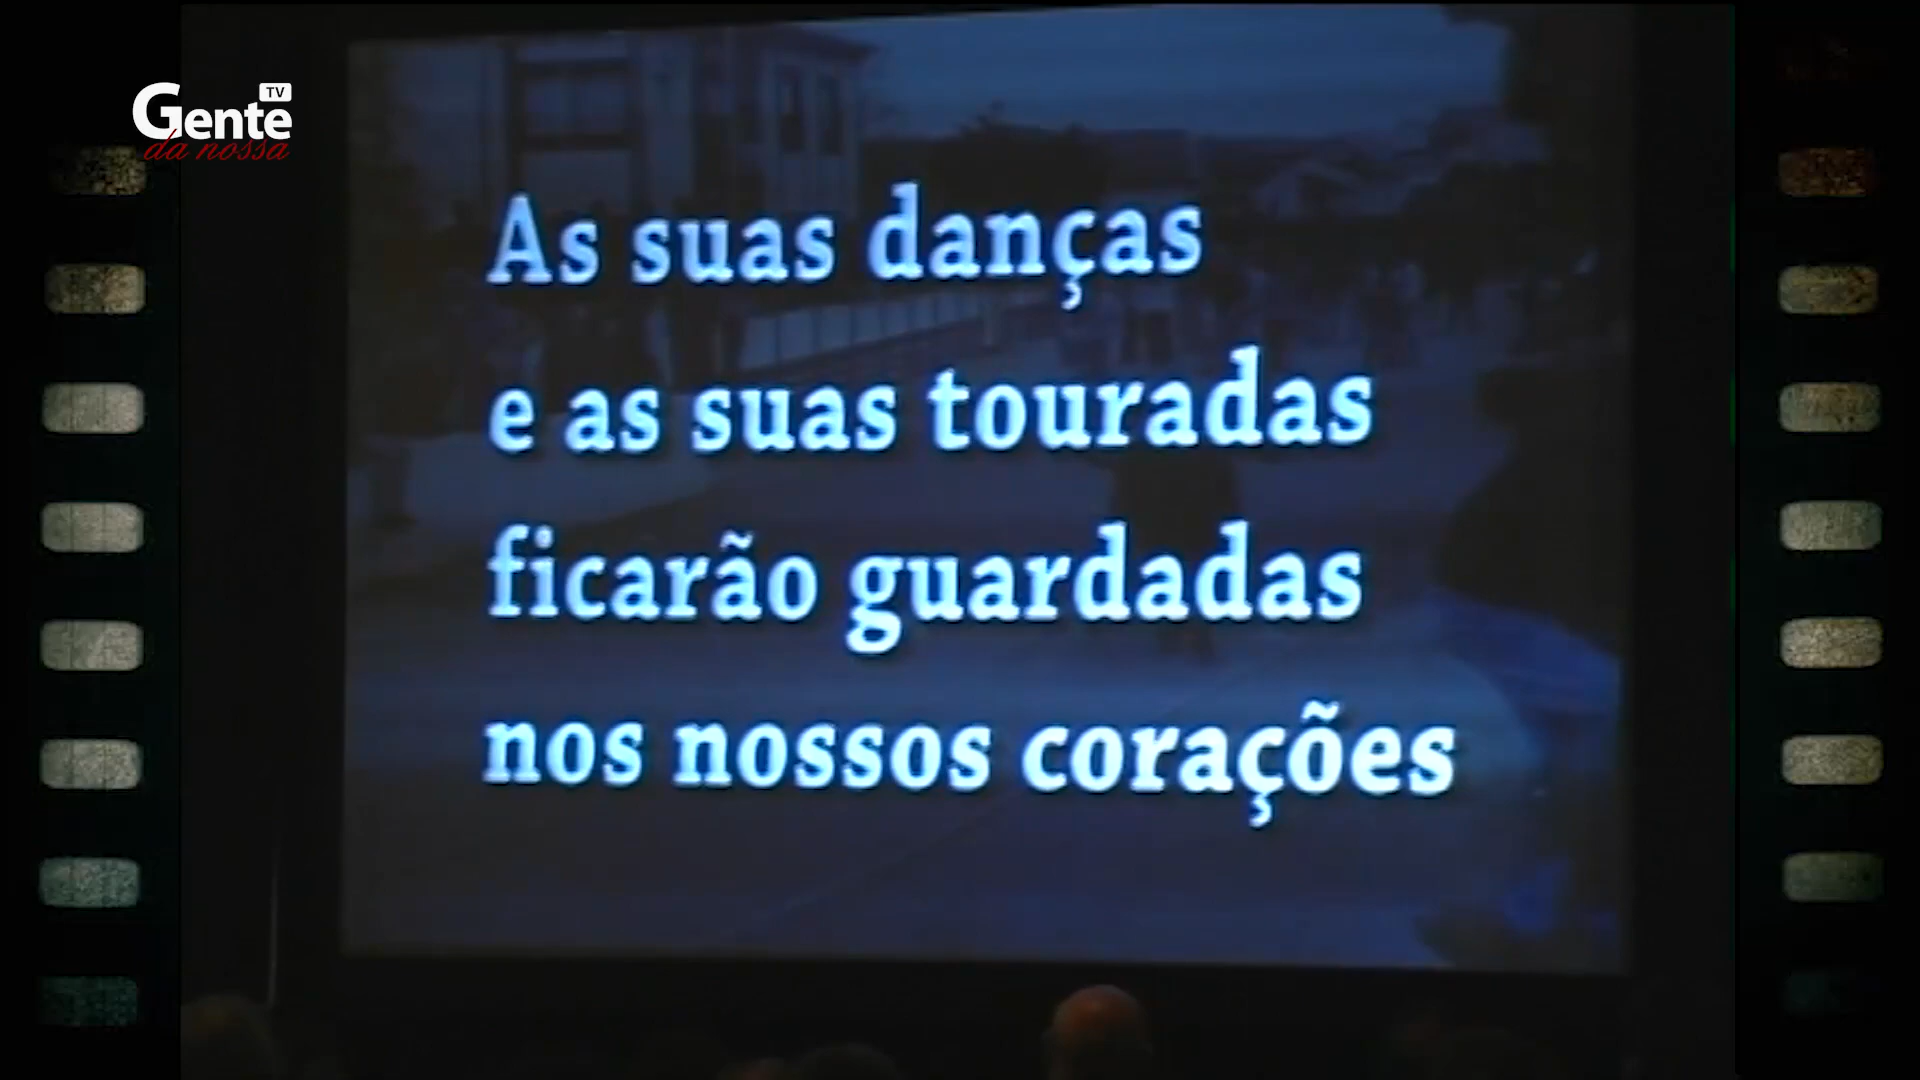 Gente TV
da nossa
As suas danças
e as suas touradas
ficarão guardadas
nos nossos corações